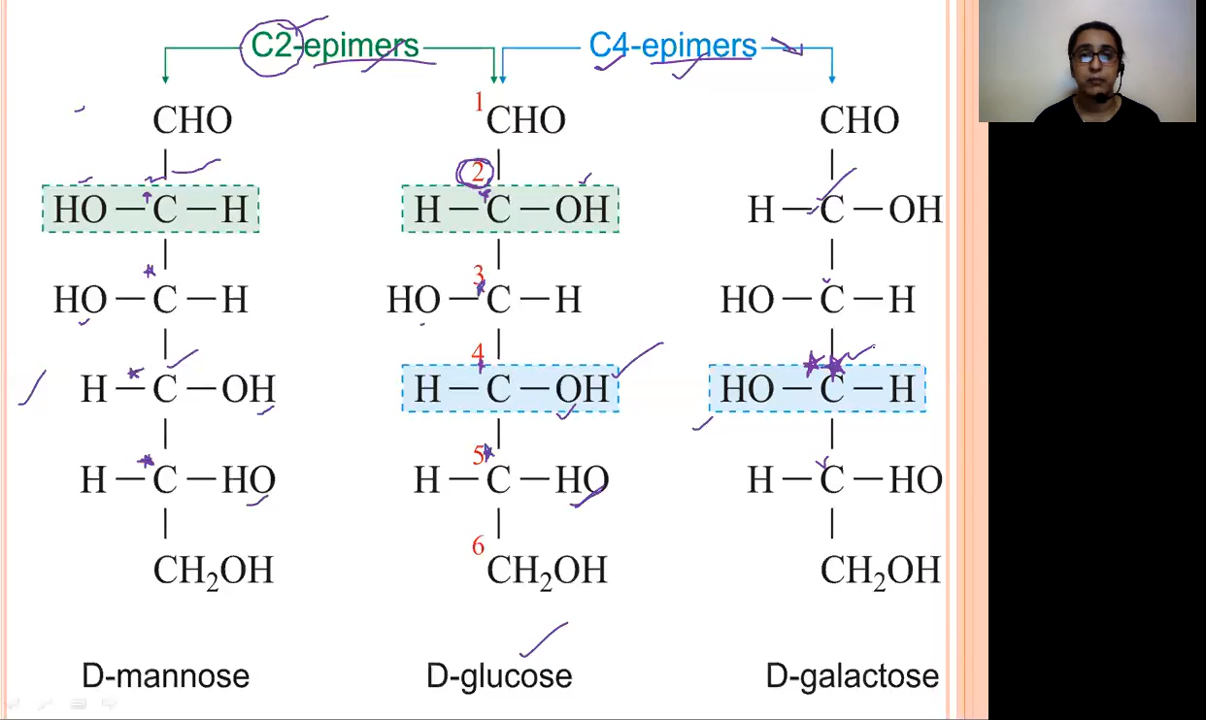 C2-epimers C4-epimers
1
CHO CHO CHO
2
HO—C—H H—C—OH H—C—OH
3
HO—C—H HO—C—H HO—C—H
4
H—C—OH H—C—OH HO—C—H
5
H—C—HO H—C—HO H—C—HO
6
CH₂OH CH₂OH CH₂OH
D-mannose D-glucose D-galactose